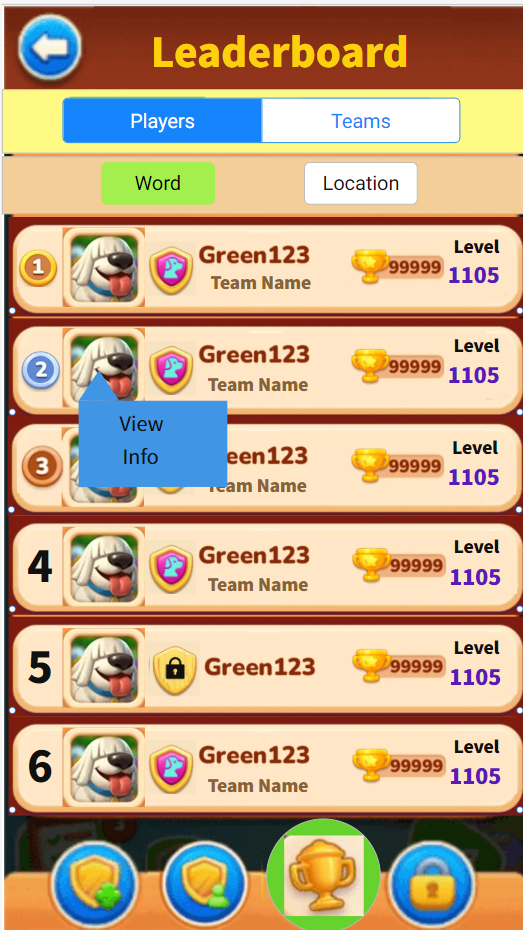 Leaderboard
Players Teams
Word Location
1 Green123 99999 Level
Team Name 1105
2 Green123 99999 Level
Team Name 1105
View
Info
3 een123 99999 Level
eam Name 1105
4 Green123 99999 Level
Team Name 1105
5 Green123 99999 Level
1105
6 Green123 99999 Level
Team Name 1105